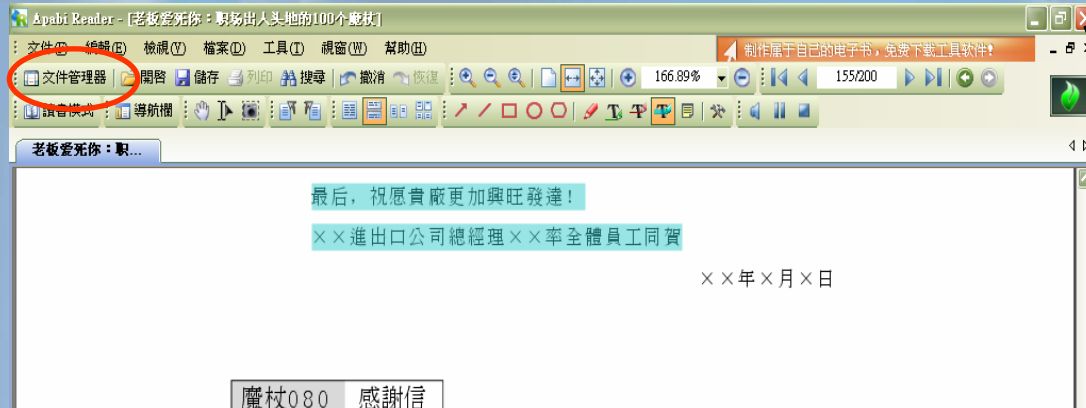 Apabi Reader - [老板爱死你：职场出人头地的100个魔杖]
文件(F) 編輯(E) 檢視(V) 檔案(D) 工具(I) 視窗(W) 幫助(H)
制作属于自己的电子书，免费下载工具软件!
文件管理器 開啓 儲存 列印 搜尋 撤消 恢復 166.89% 155/200
讀書模式 導航欄
老板爱死你：职...
最后，祝愿貴廠更加興旺發達！
××進出口公司總經理××率全體員工同賀
××年×月×日
魔杖080 感謝信